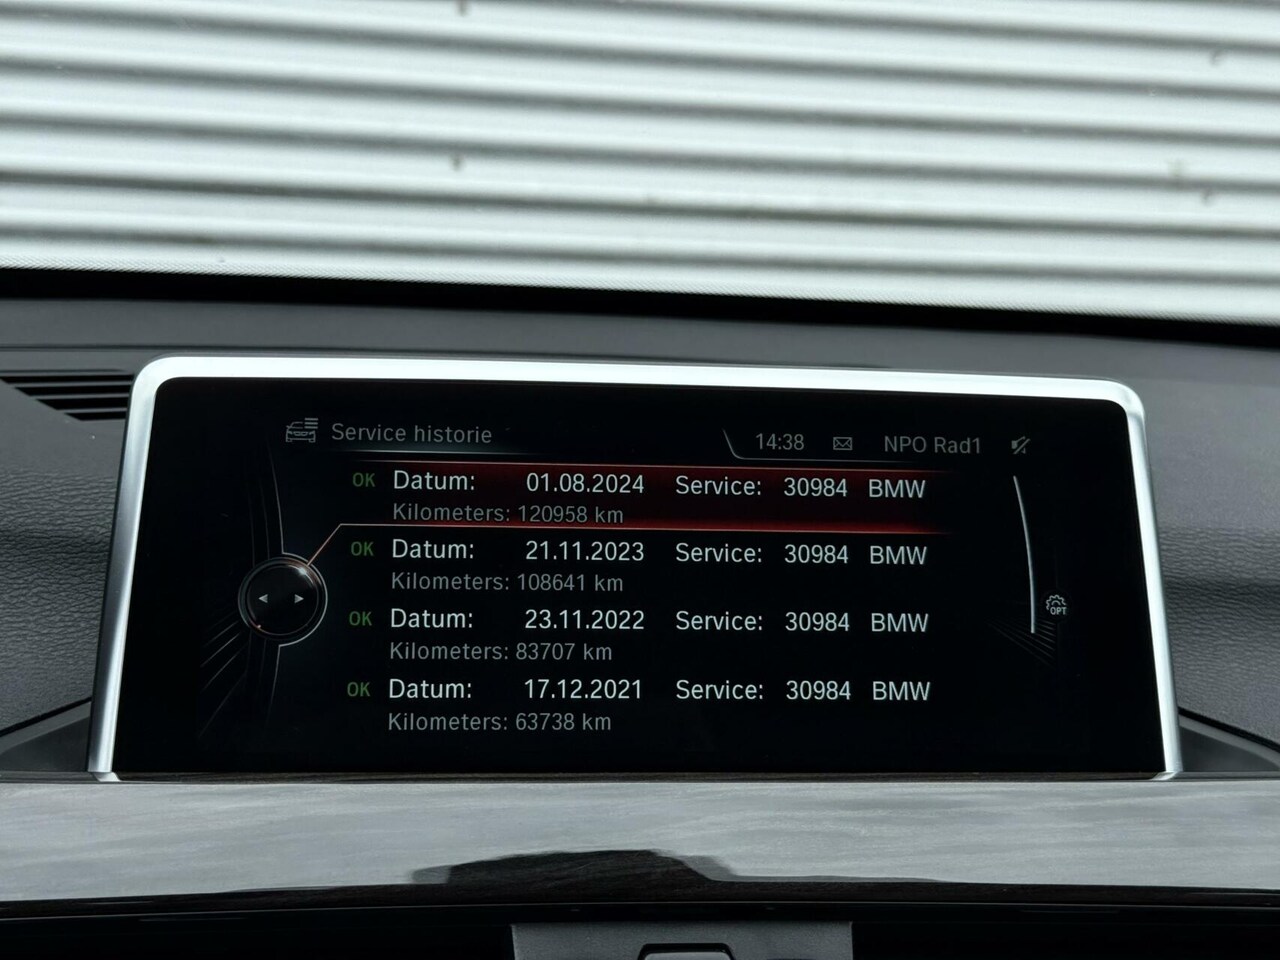 Service historie 14:38 NPO Rad1
OK Datum: 01.08.2024 Service: 30984 BMW
Kilometers: 120958 km
OK Datum: 21.11.2023 Service: 30984 BMW
Kilometers: 108641 km
OK Datum: 23.11.2022 Service: 30984 BMW
Kilometers: 83707 km
OPT
OK Datum: 17.12.2021 Service: 30984 BMW
Kilometers: 63738 km